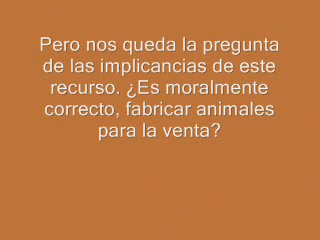 Pero nos queda la pregunta
de las implicancias de este
recurso. ¿Es moralmente
correcto, fabricar animales
para la venta?